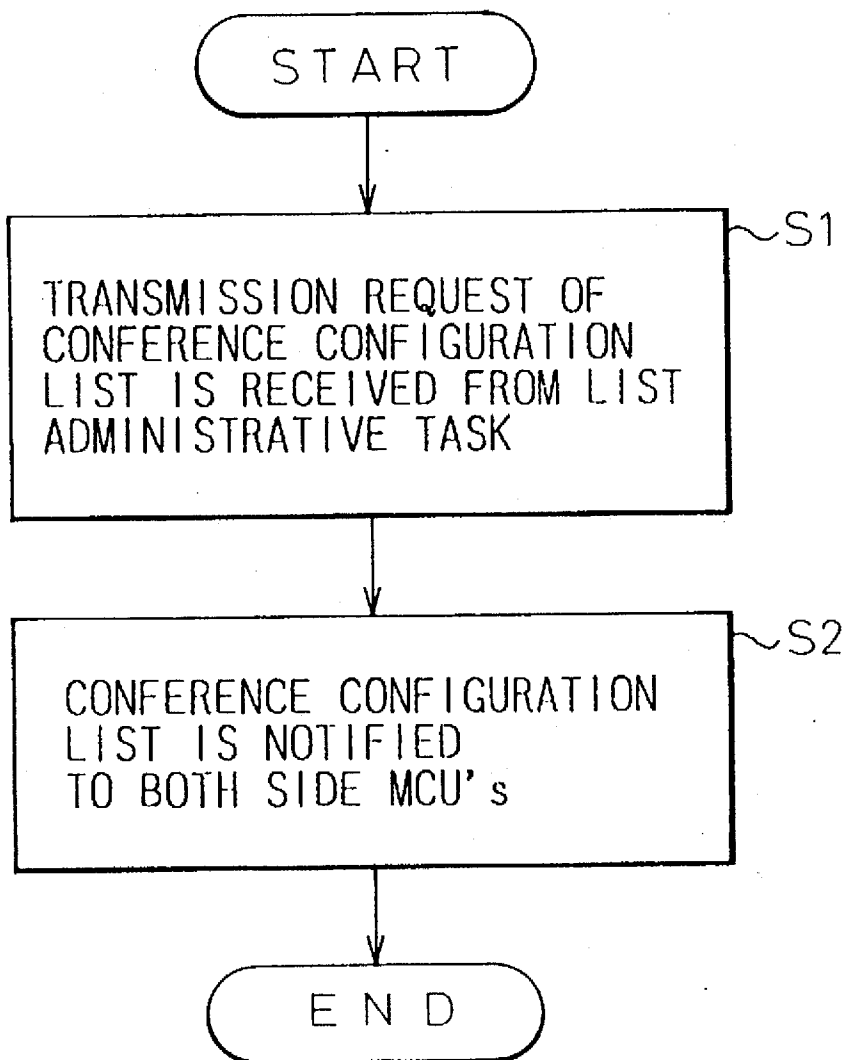 START
S1
TRANSMISSION REQUEST OF
CONFERENCE CONFIGURATION
LIST IS RECEIVED FROM LIST
ADMINISTRATIVE TASK
S2
CONFERENCE CONFIGURATION
LIST IS NOTIFIED
TO BOTH SIDE MCU's
END